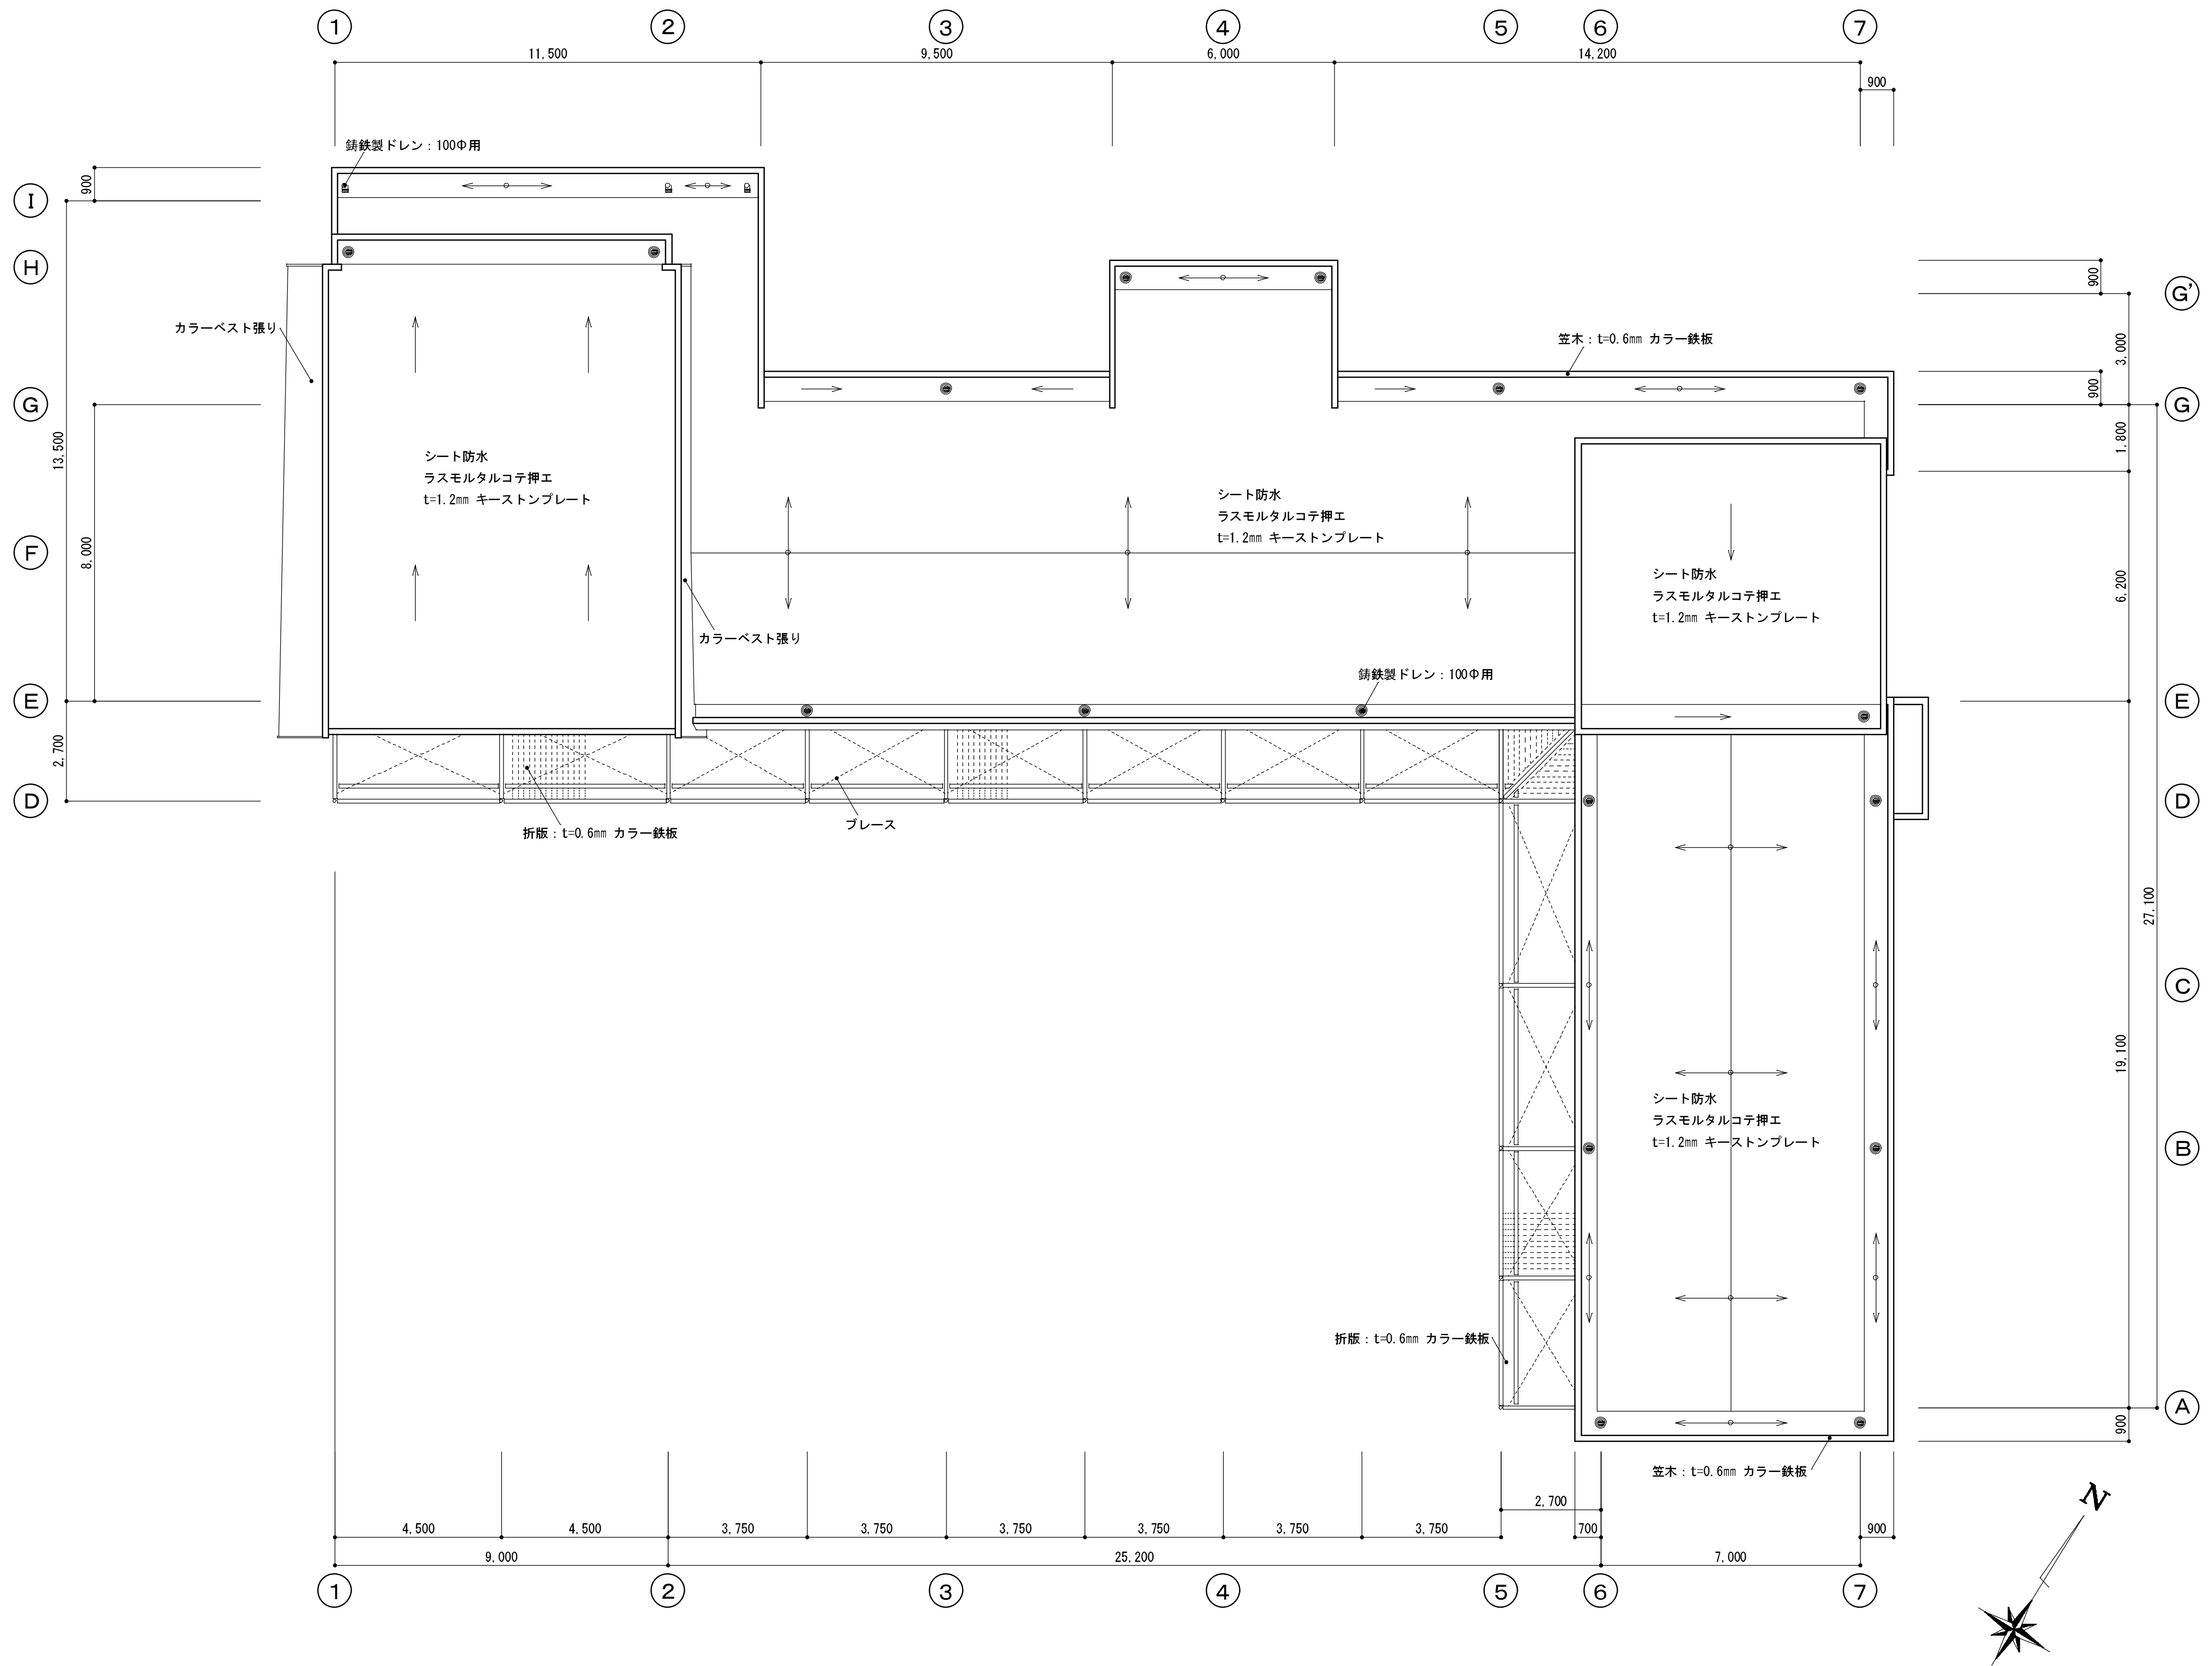 1 2 3 4 5 6 7
11,500 9,500 6,000 14,200
900
鋳鉄製ドレン：100Φ用
900
I
H
900
G'
カラーベスト張り
笠木：t=0.6mm カラー鉄板
3,000
900
G
G
13,500
1,800
シート防水
ラスモルタルコテ押エ
t=1.2mm キーストンプレート
シート防水
ラスモルタルコテ押エ
t=1.2mm キーストンプレート
8,000
F
シート防水
ラスモルタルコテ押エ
t=1.2mm キーストンプレート
6,200
カラーベスト張り
鋳鉄製ドレン：100Φ用
E
E
2,700
D
D
折版：t=0.6mm カラー鉄板
ブレース
27,100
C
19,100
シート防水
ラスモルタルコテ押エ
t=1.2mm キーストンプレート
B
折版：t=0.6mm カラー鉄板
A
900
笠木：t=0.6mm カラー鉄板
N
2,700
4,500 4,500 3,750 3,750 3,750 3,750 3,750 3,750 700 900
9,000 25,200 7,000
1 2 3 4 5 6 7